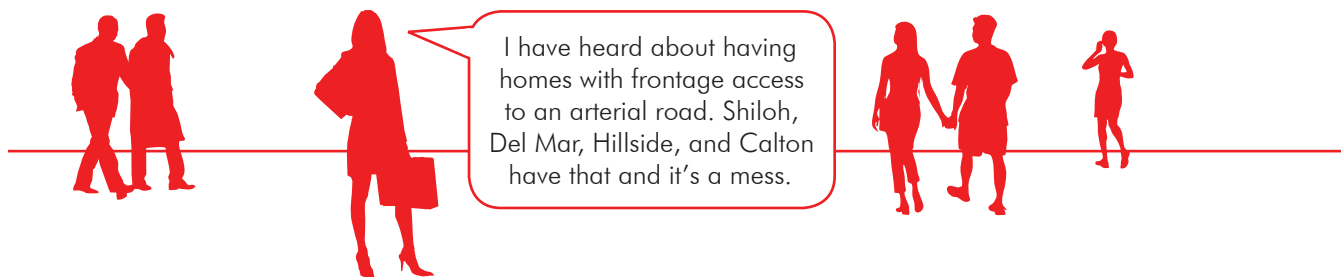 I have heard about having
homes with frontage access
to an arterial road. Shiloh,
Del Mar, Hillside, and Calton
have that and it's a mess.